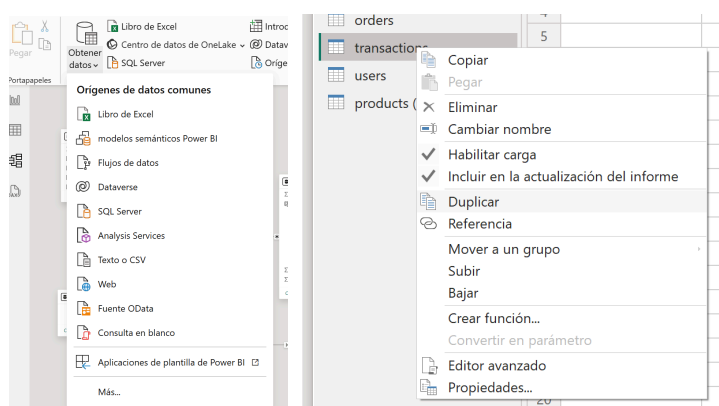 Pegar
Portapapeles
Obtener
datos
Libro de Excel
Centro de datos de OneLake
SQL Server
Introc
Datav
Oríge
Orígenes de datos comunes
Libro de Excel
modelos semánticos Power BI
Flujos de datos
Dataverse
SQL Server
Analysis Services
Texto o CSV
Web
Fuente OData
Consulta en blanco
Aplicaciones de plantilla de Power BI
Más...
orders
transactions
users
products (
5
Copiar
Pegar
Eliminar
Cambiar nombre
Habilitar carga
Incluir en la actualización del informe
Duplicar
Referencia
Mover a un grupo
Subir
Bajar
Crear función...
Convertir en parámetro
Editor avanzado
Propiedades...
20